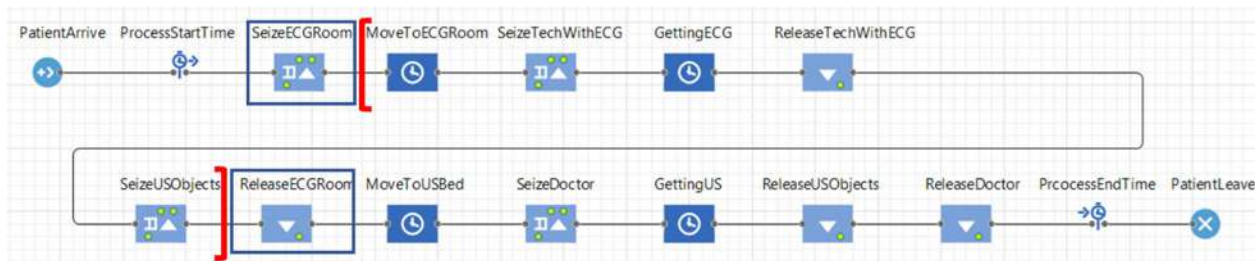 PatientArrive ProcessStartTime SeizeECGRoom MoveToECGRoom SeizeTechWithECG GettingECG ReleaseTechWithECG
SeizeUSObjects ReleaseECGRoom MoveToUSBed SeizeDoctor GettingUS ReleaseUSObjects ReleaseDoctor PrcocessEndTime PatientLeave